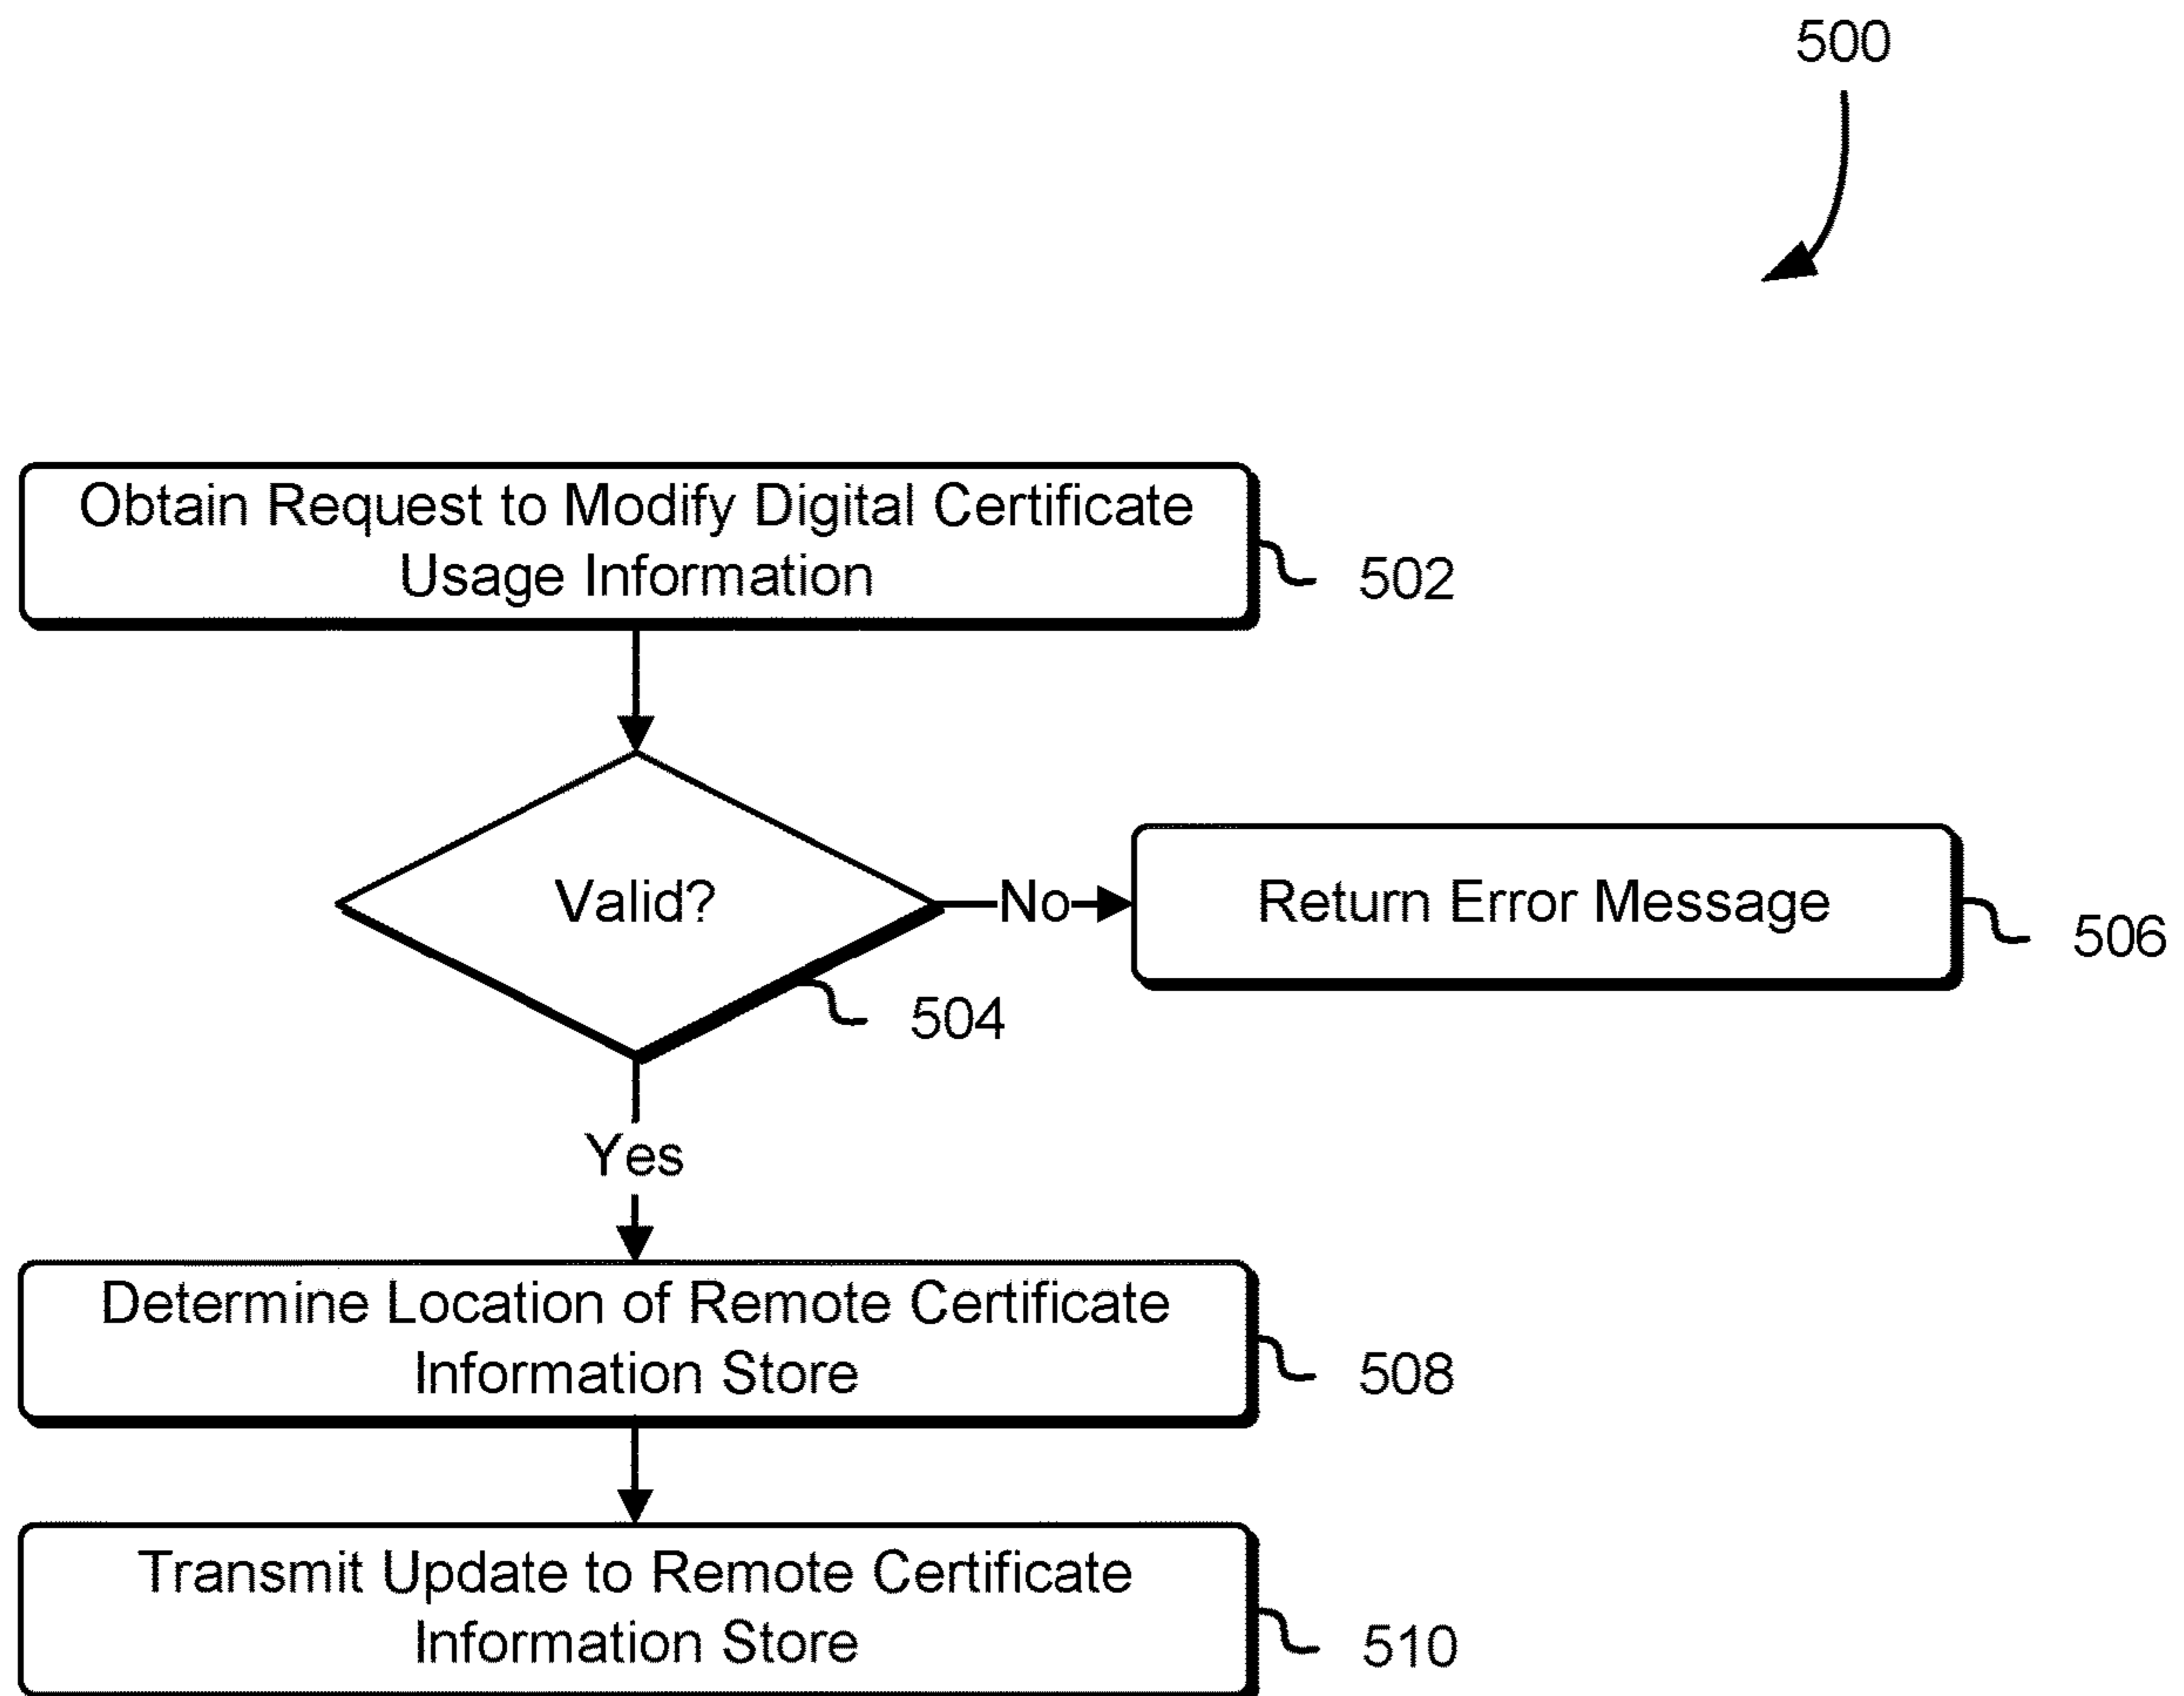 500
Obtain Request to Modify Digital Certificate
Usage Information
502
Valid?
No
Return Error Message
506
504
Yes
Determine Location of Remote Certificate
Information Store
508
Transmit Update to Remote Certificate
Information Store
510